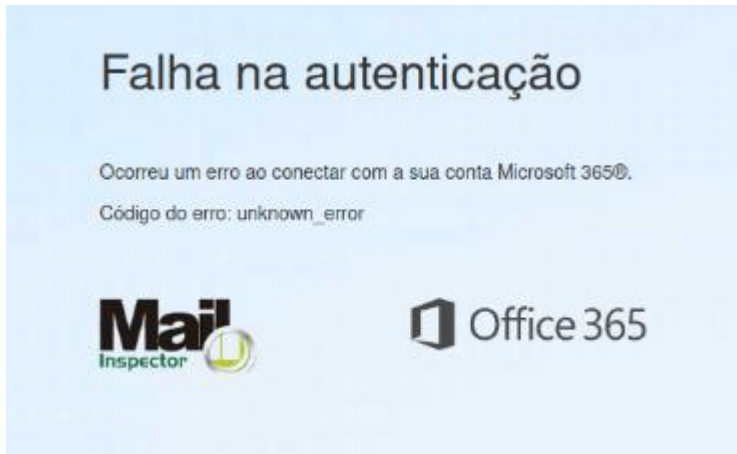 Falha na autenticação
Ocorreu um erro ao conectar com a sua conta Microsoft 365®.
Código do erro: unknown_error
Mail
Inspector
Office 365